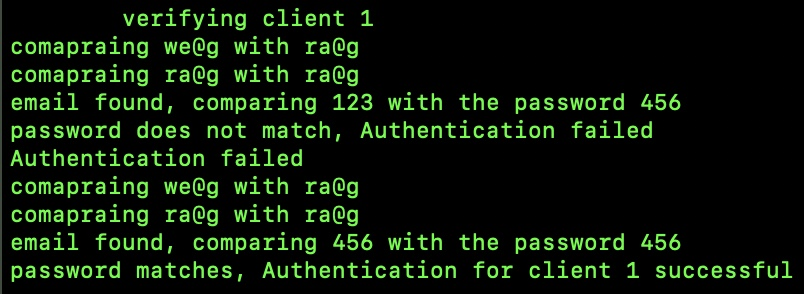 verifying client 1
comapraing we@g with ra@g
comapraing ra@g with ra@g
email found, comparing 123 with the password 456
password does not match, Authentication failed
Authentication failed
comapraing we@g with ra@g
comapraing ra@g with ra@g
email found, comparing 456 with the password 456
password matches, Authentication for client 1 successful